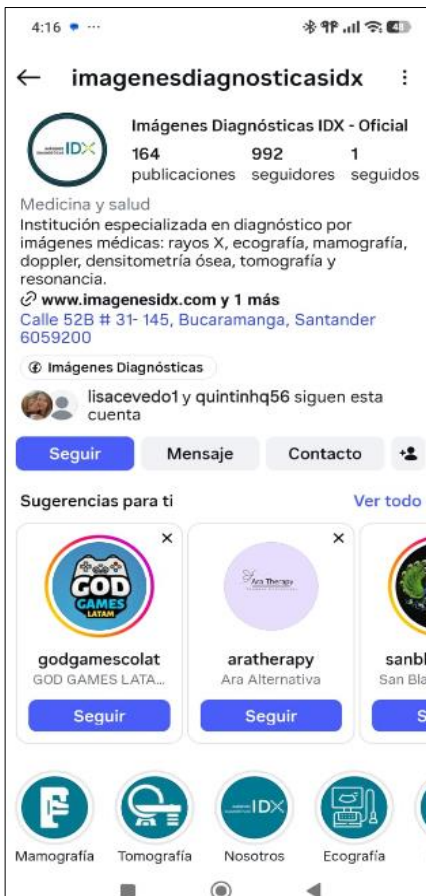 4:16
imagenesdiagnosticasidx
IDX
Imágenes Diagnósticas IDX - Oficial
164 992 1
publicaciones seguidores seguidos
Medicina y salud
Institución especializada en diagnóstico por
imágenes médicas: rayos X, ecografía, mamografía,
doppler, densitometría ósea, tomografía y
resonancia.
www.imagenesidx.com y 1 más
Calle 52B # 31- 145, Bucaramanga, Santander
6059200
Imágenes Diagnósticas
lisacevedo1 y quintinhq56 siguen esta
cuenta
Seguir Mensaje Contacto
Sugerencias para ti Ver todo
GOD
GAMES
LATAM
Ara Therapy
godgamescolat aratherapy sanbl
GOD GAMES LATA... Ara Alternativa San Bla
Seguir Seguir S
IDX
Mamografía Tomografía Nosotros Ecografía